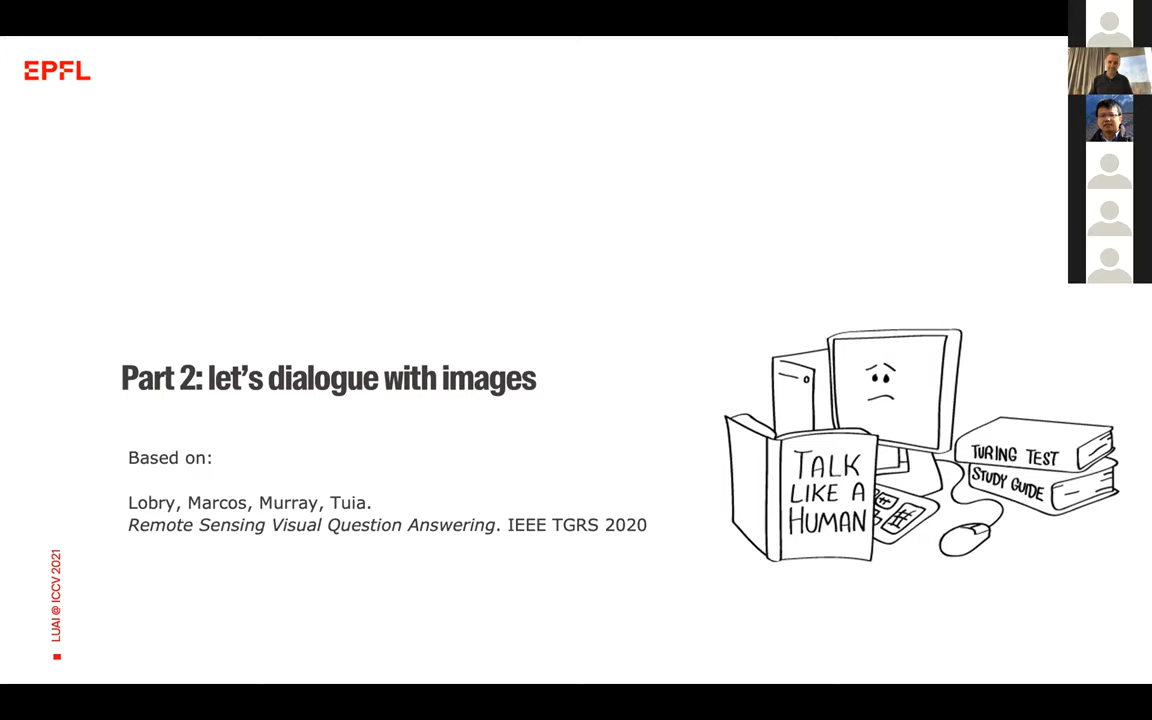 EPFL
Part 2: let's dialogue with images
Based on:
Lobry, Marcos, Murray, Tuia.
Remote Sensing Visual Question Answering. IEEE TGRS 2020
LUAI @ ICCV 2021
TALK
LIKE A
HUMAN
TURING TEST
STUDY GUIDE